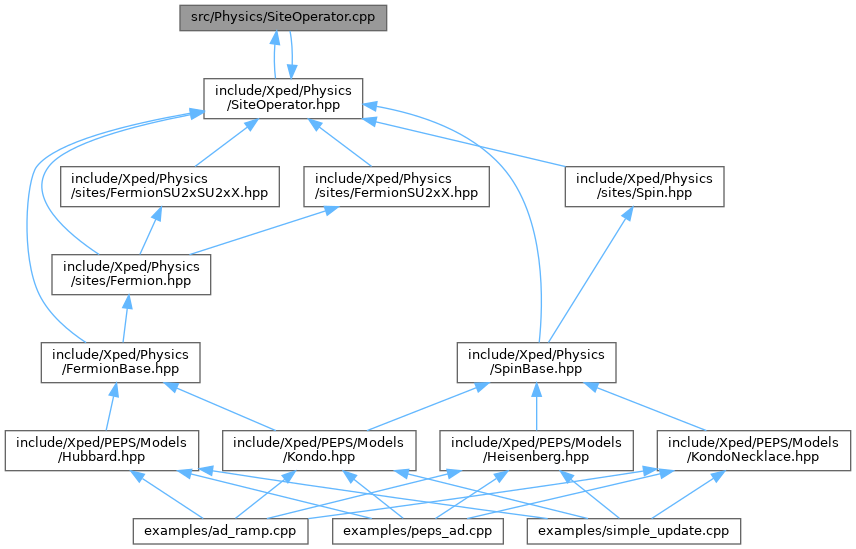 src/Physics/SiteOperator.cpp
include/Xped/Physics
/SiteOperator.hpp
include/Xped/Physics
/sites/FermionSU2xSU2xX.hpp
include/Xped/Physics
/sites/FermionSU2xX.hpp
include/Xped/Physics
/sites/Spin.hpp
include/Xped/Physics
/sites/Fermion.hpp
include/Xped/Physics
/FermionBase.hpp
include/Xped/Physics
/SpinBase.hpp
include/Xped/PEPS/Models
/Hubbard.hpp
include/Xped/PEPS/Models
/Kondo.hpp
include/Xped/PEPS/Models
/Heisenberg.hpp
include/Xped/PEPS/Models
/KondoNecklace.hpp
examples/ad_ramp.cpp
examples/peps_ad.cpp
examples/simple_update.cpp